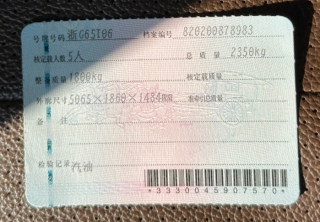 号牌号码 浙G65T06 档案编号 820200878983
核定载人数 5人 总质量 2350kg
整备质量 1800kg 核定载质量
外廓尺寸 5065×1860×1484mm 准牵引总质量
备注
检验记录 汽油
*3330045907570*